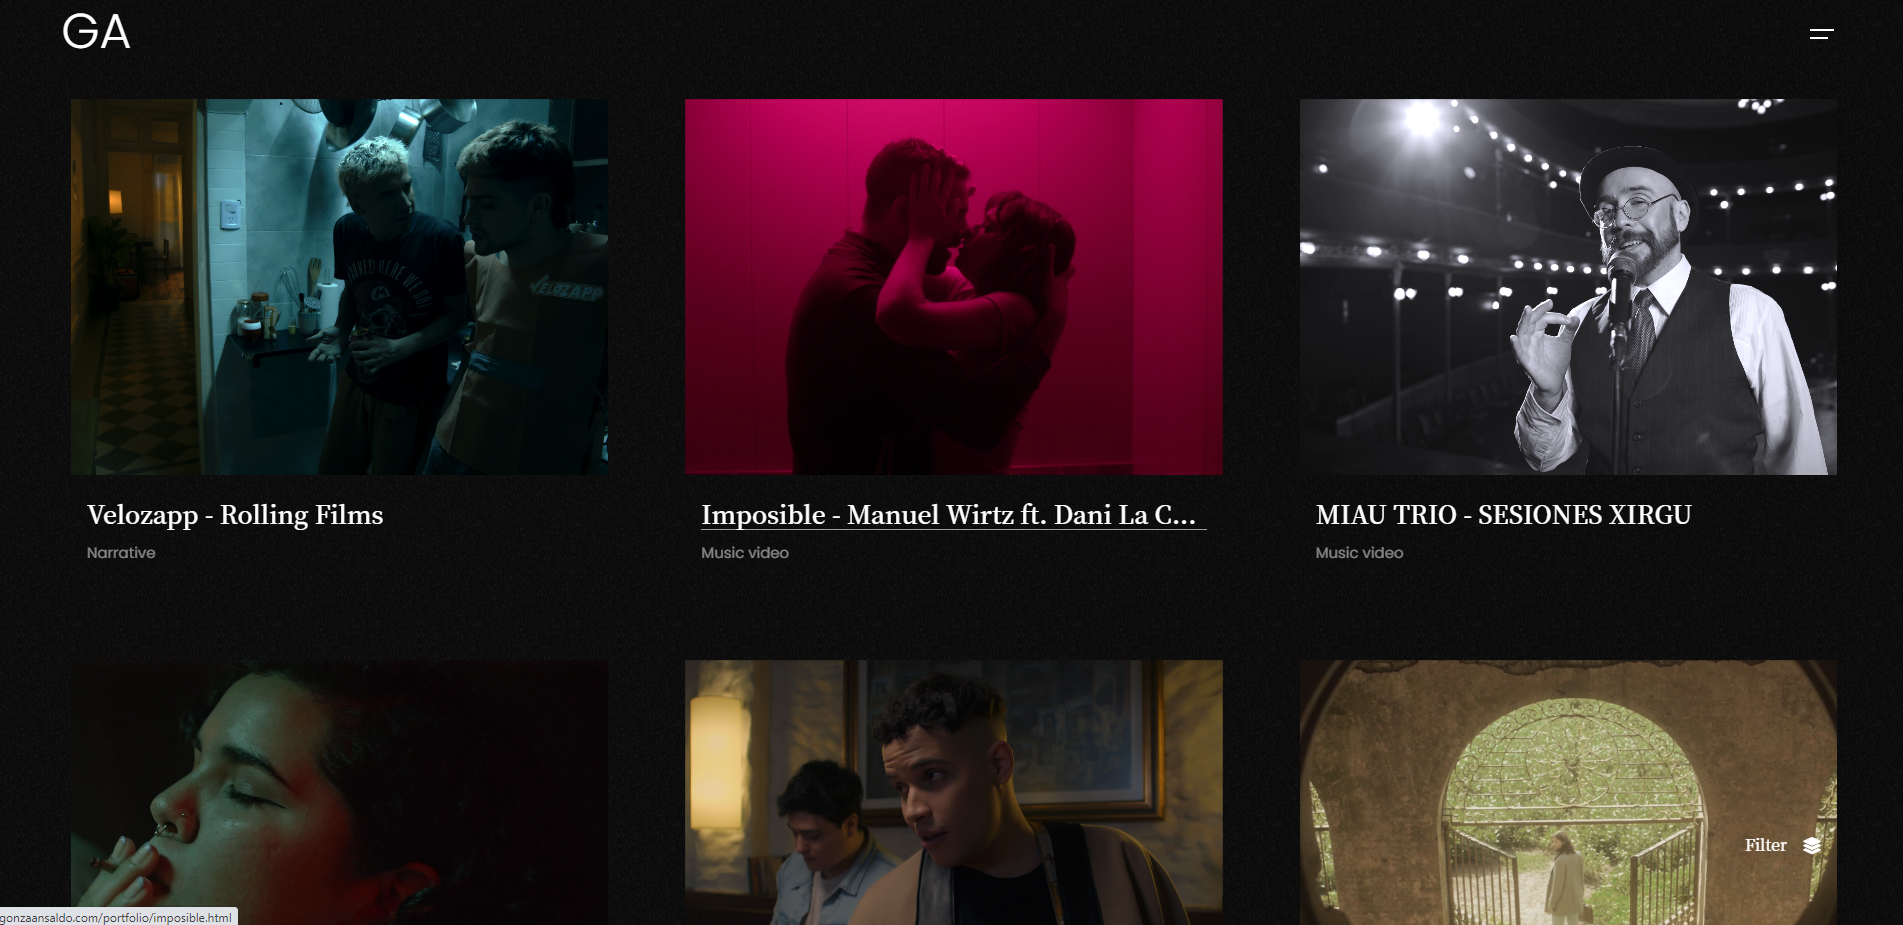 GA
VELOZAPP
Velozapp - Rolling Films
Narrative
Imposible - Manuel Wirtz ft. Dani La C...
Music video
MIAU TRIO - SESIONES XIRGU
Music video
Filter
gonzaansaldo.com/portfolio/imposible.html